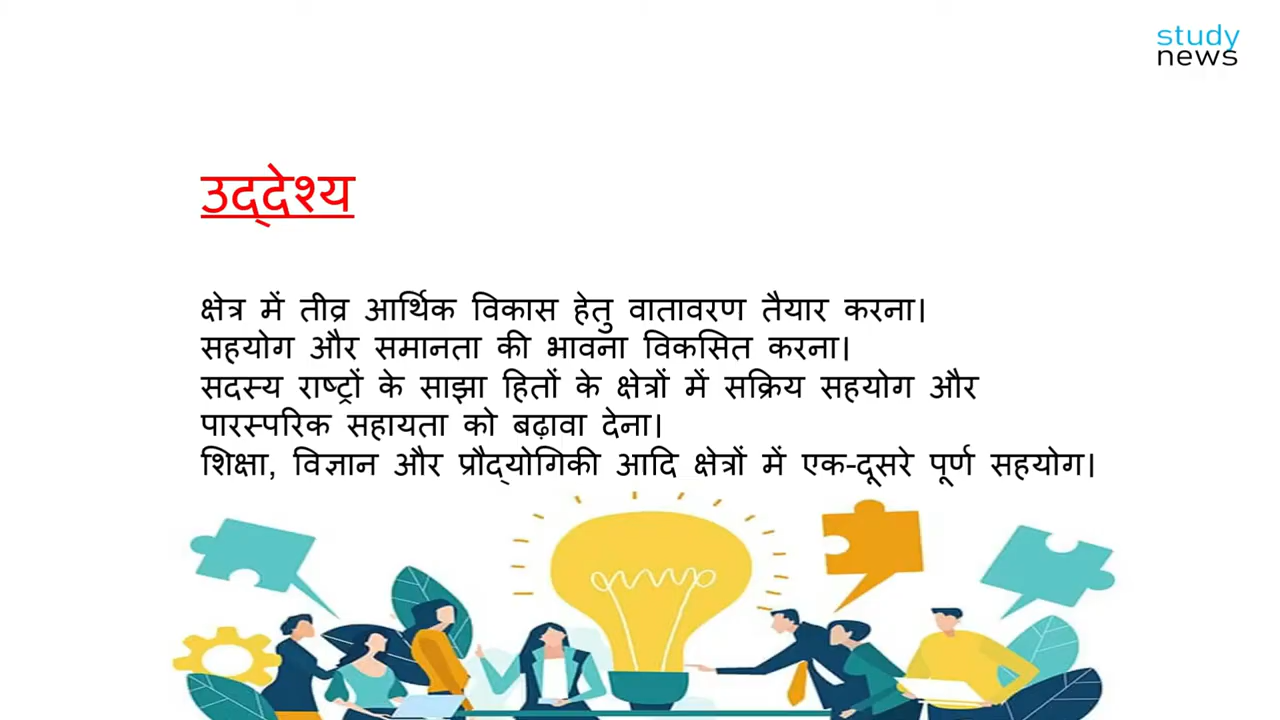 study
news
उद्देश्य
क्षेत्र में तीव्र आर्थिक विकास हेतु वातावरण तैयार करना।
सहयोग और समानता की भावना विकसित करना।
सदस्य राष्ट्रों के साझा हितों के क्षेत्रों में सक्रिय सहयोग और
पारस्परिक सहायता को बढ़ावा देना।
शिक्षा, विज्ञान और प्रौद्योगिकी आदि क्षेत्रों में एक-दूसरे पूर्ण सहयोग।